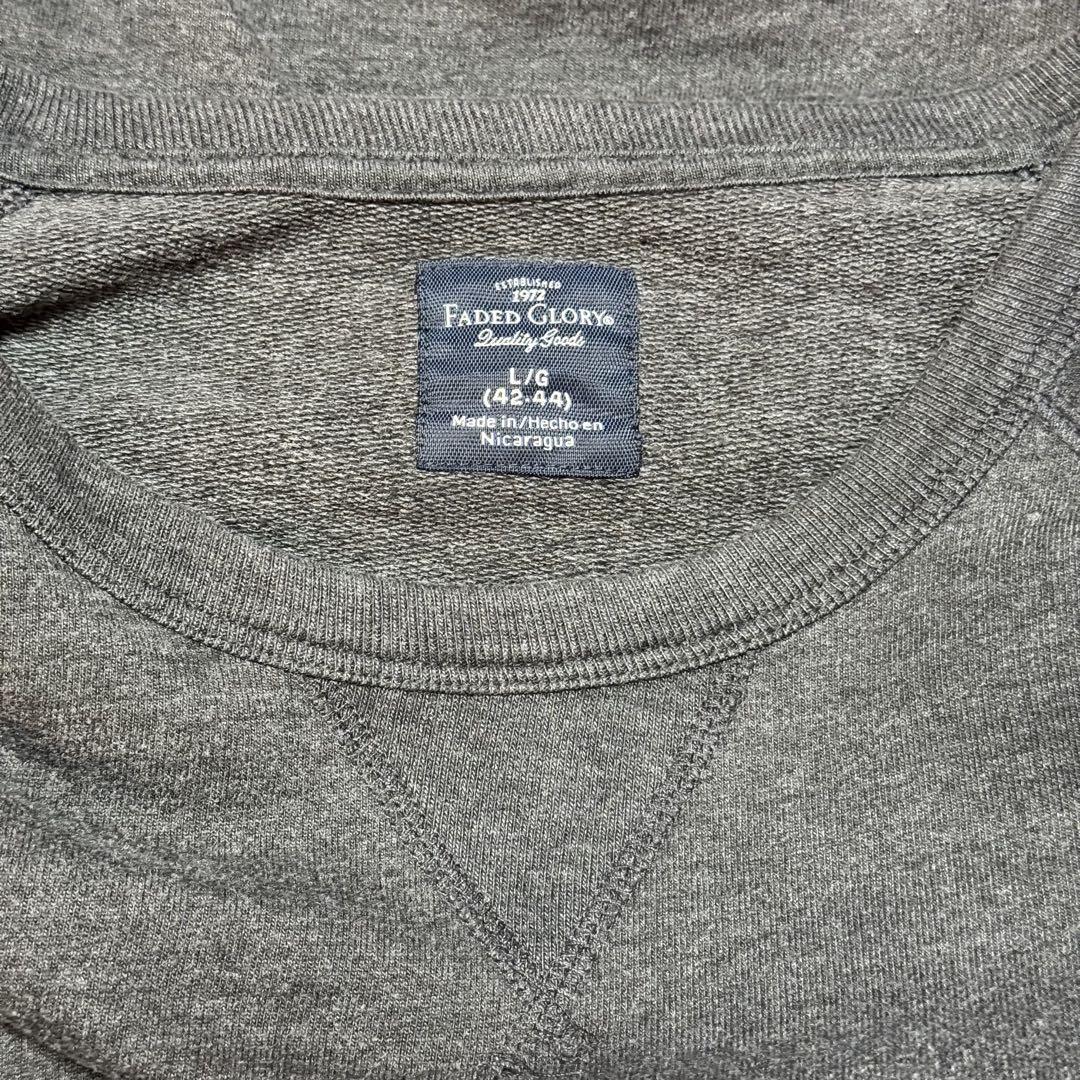 ESTABLISHED
1972
FADED GLORY®
Quality Goods
L/G
(42-44)
Made in/Hecho en
Nicaragua